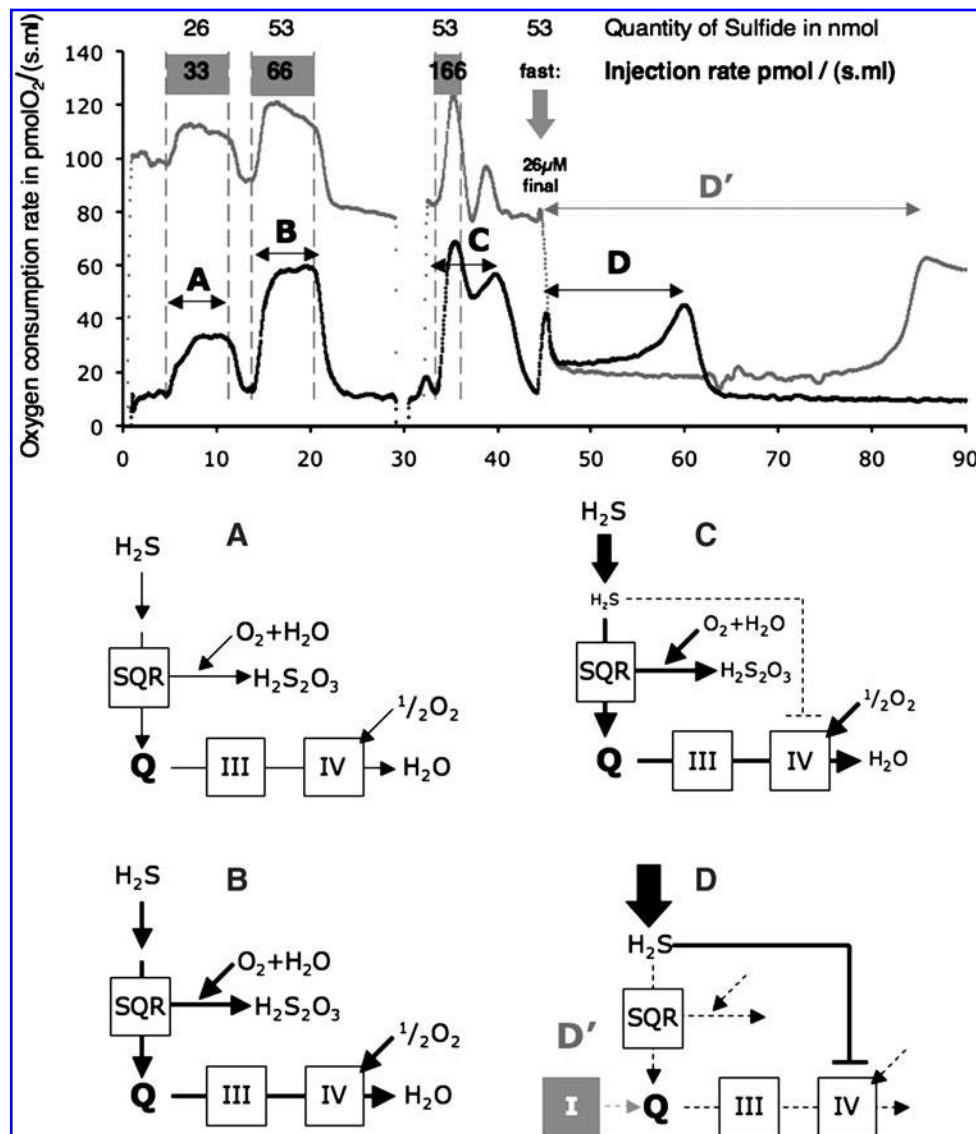 26 53 53 53 Quantity of Sulfide in nmol
33 66 166 fast: Injection rate pmol / (s.ml)
Oxygen consumption rate in pmolO₂/(s.ml)
140
120
100
80
60
40
20
0
26µM
final
D'
A
B
C
D
0 10 20 30 40 50 60 70 80 90
A
H₂S
O₂+H₂O
SQR
H₂S₂O₃
½O₂
Q III IV H₂O
C
H₂S
H₂S
O₂+H₂O
SQR
H₂S₂O₃
½O₂
Q III IV H₂O
B
H₂S
O₂+H₂O
SQR
H₂S₂O₃
½O₂
Q III IV H₂O
D
H₂S
SQR
D'
I Q III IV